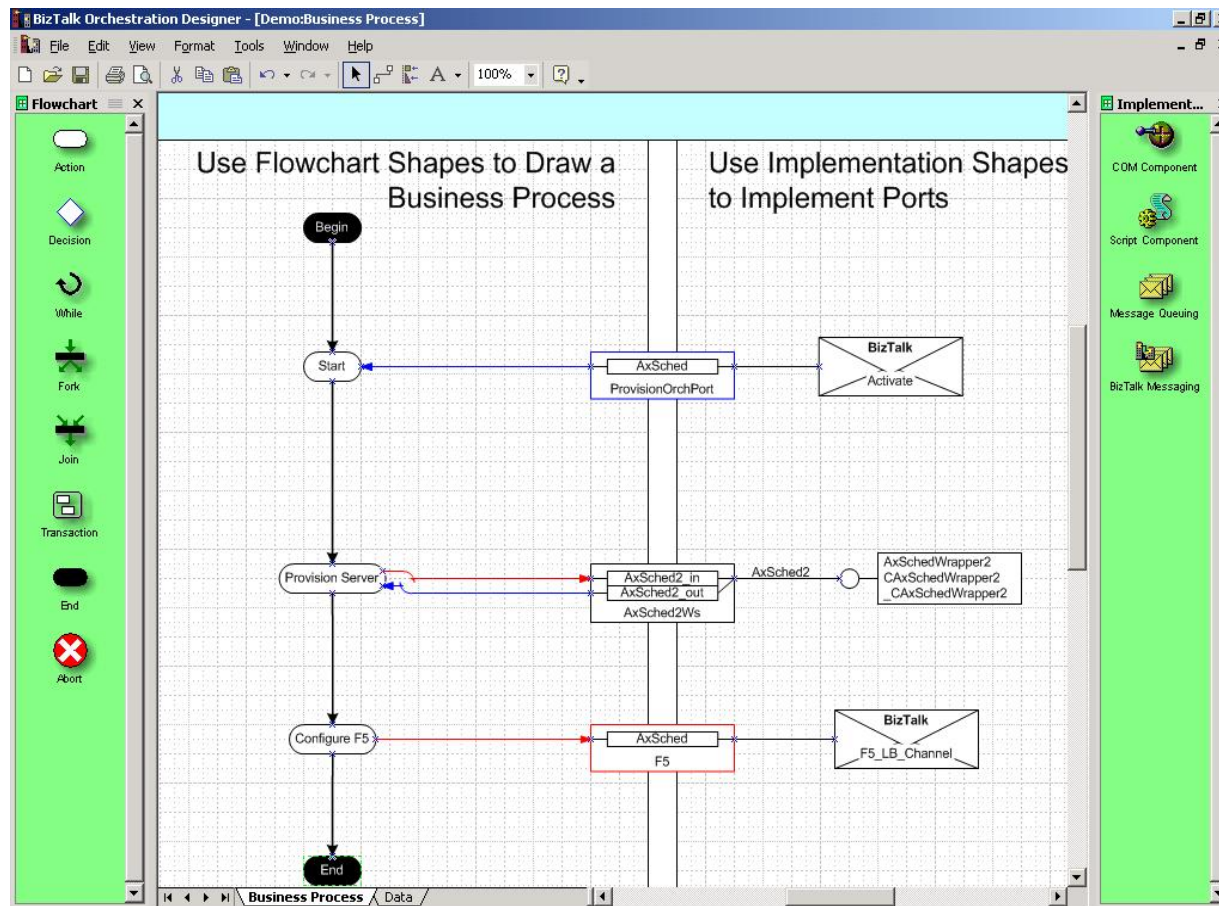 BizTalk Orchestration Designer - [Demo:Business Process]
File Edit View Format Tools Window Help
A 100%
Flowchart
Action
Decision
While
Fork
Join
Transaction
End
Abort
Use Flowchart Shapes to Draw a
Business Process
Use Implementation Shapes
to Implement Ports
Begin
Start
AxSched
ProvisionOrchPort
BizTalk
Activate
Provision Server
AxSched2_in
AxSched2_out
AxSched2Ws
AxSched2
AxSchedWrapper2
CAxSchedWrapper2
_CAxSchedWrapper2
Configure F5
AxSched
F5
BizTalk
F5_LB_Channel
End
Business Process Data
Implement...
COM Component
Script Component
Message Queuing
BizTalk Messaging